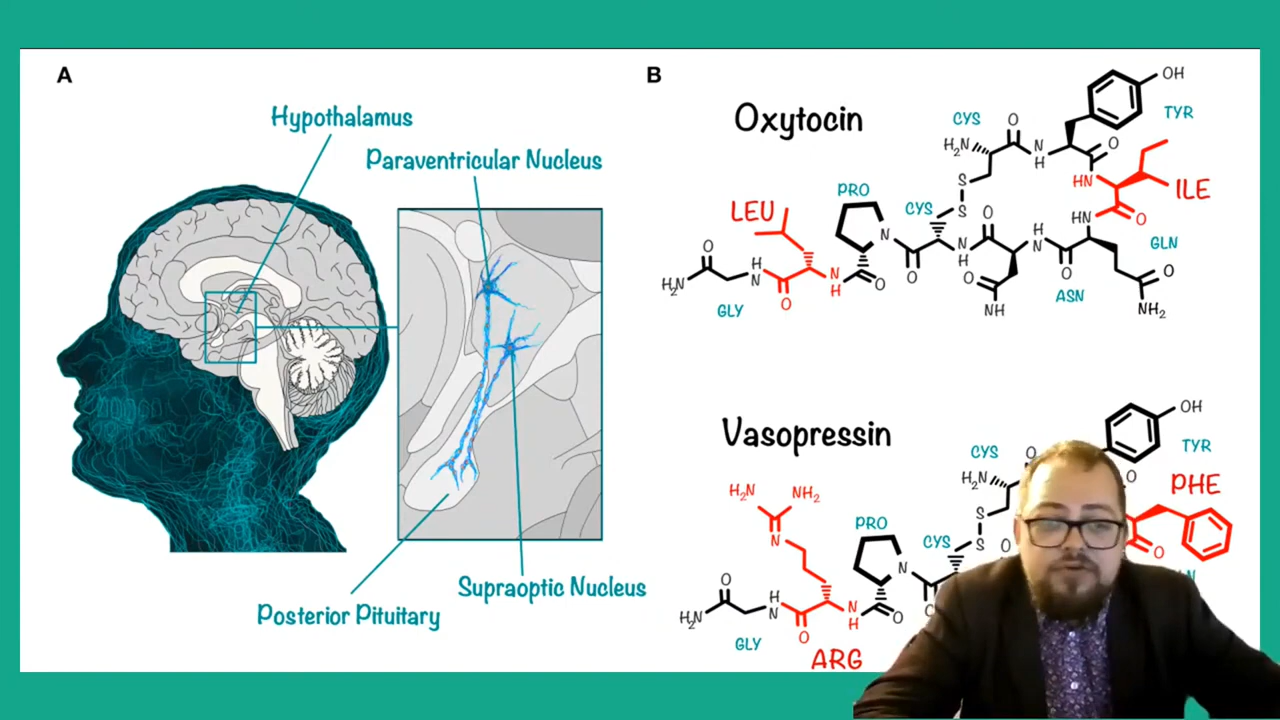 A
Hypothalamus
Paraventricular Nucleus
Supraoptic Nucleus
Posterior Pituitary
B
Oxytocin
OH
CYS
O
TYR
H₂N
N
H
O
S
HN
ILE
PRO
S
LEU
CYS
O
O
HN
N
H
GLN
O
H
N
O
N
H
O
O
H₂N
O
N
H
O
O
NH
NH₂
GLY
ASN
Vasopressin
OH
CYS
TYR
O
H₂N
O
PHE
H₂N
NH₂
S
PRO
CYS
S
N
O
O
N
O
H
N
N
H
O
H₂N
O
O
GLY
ARG